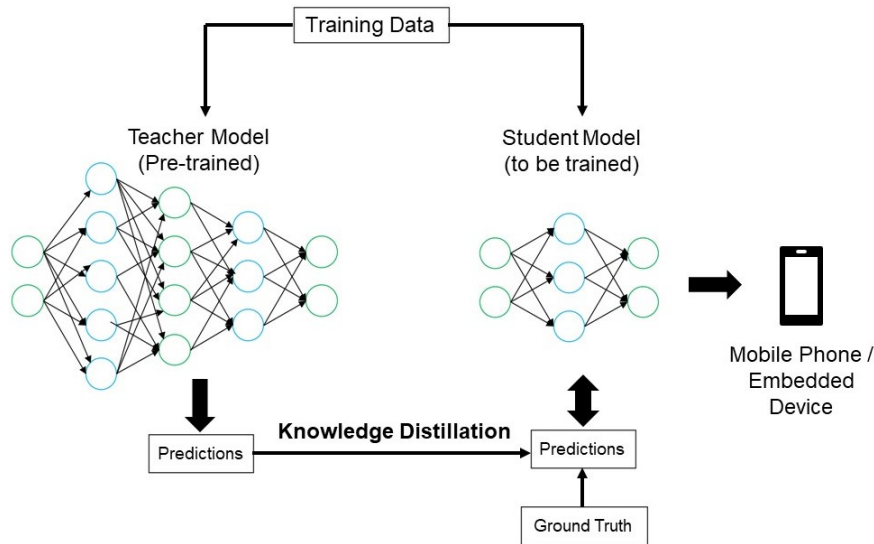 Training Data
Teacher Model
(Pre-trained)
Student Model
(to be trained)
Mobile Phone /
Embedded
Device
Predictions
Knowledge Distillation
Predictions
Ground Truth